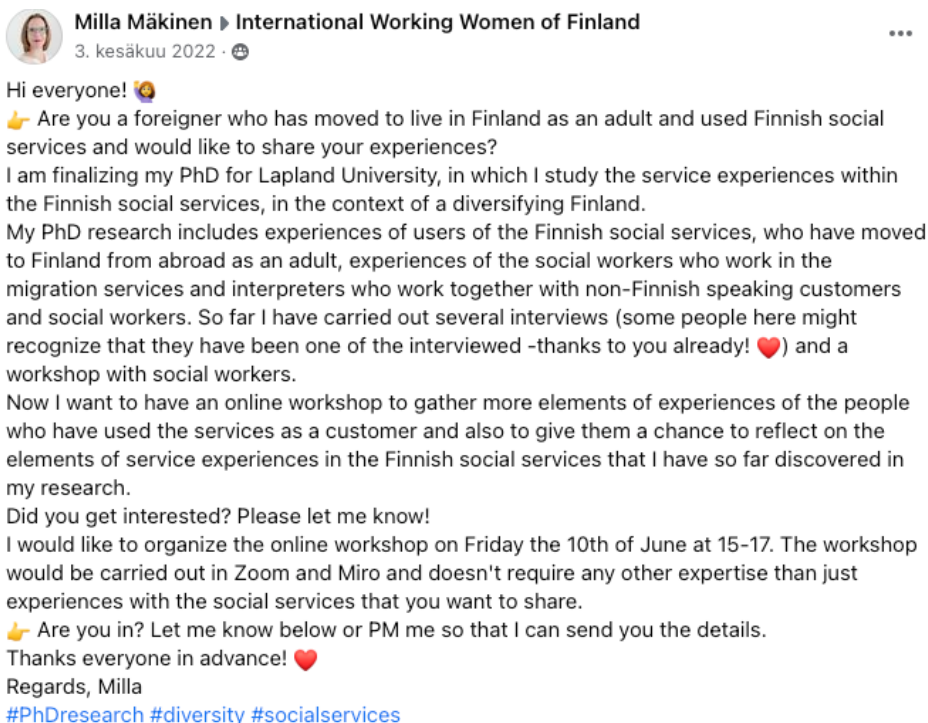 Milla Mäkinen ▶ International Working Women of Finland
3. kesäkuu 2022 ·
Hi everyone! 🙋‍♀️
👉 Are you a foreigner who has moved to live in Finland as an adult and used Finnish social
services and would like to share your experiences?
I am finalizing my PhD for Lapland University, in which I study the service experiences within
the Finnish social services, in the context of a diversifying Finland.
My PhD research includes experiences of users of the Finnish social services, who have moved
to Finland from abroad as an adult, experiences of the social workers who work in the
migration services and interpreters who work together with non-Finnish speaking customers
and social workers. So far I have carried out several interviews (some people here might
recognize that they have been one of the interviewed -thanks to you already! ❤️) and a
workshop with social workers.
Now I want to have an online workshop to gather more elements of experiences of the people
who have used the services as a customer and also to give them a chance to reflect on the
elements of service experiences in the Finnish social services that I have so far discovered in
my research.
Did you get interested? Please let me know!
I would like to organize the online workshop on Friday the 10th of June at 15-17. The workshop
would be carried out in Zoom and Miro and doesn't require any other expertise than just
experiences with the social services that you want to share.
👉 Are you in? Let me know below or PM me so that I can send you the details.
Thanks everyone in advance! ❤️
Regards, Milla
#PhDresearch #diversity #socialservices